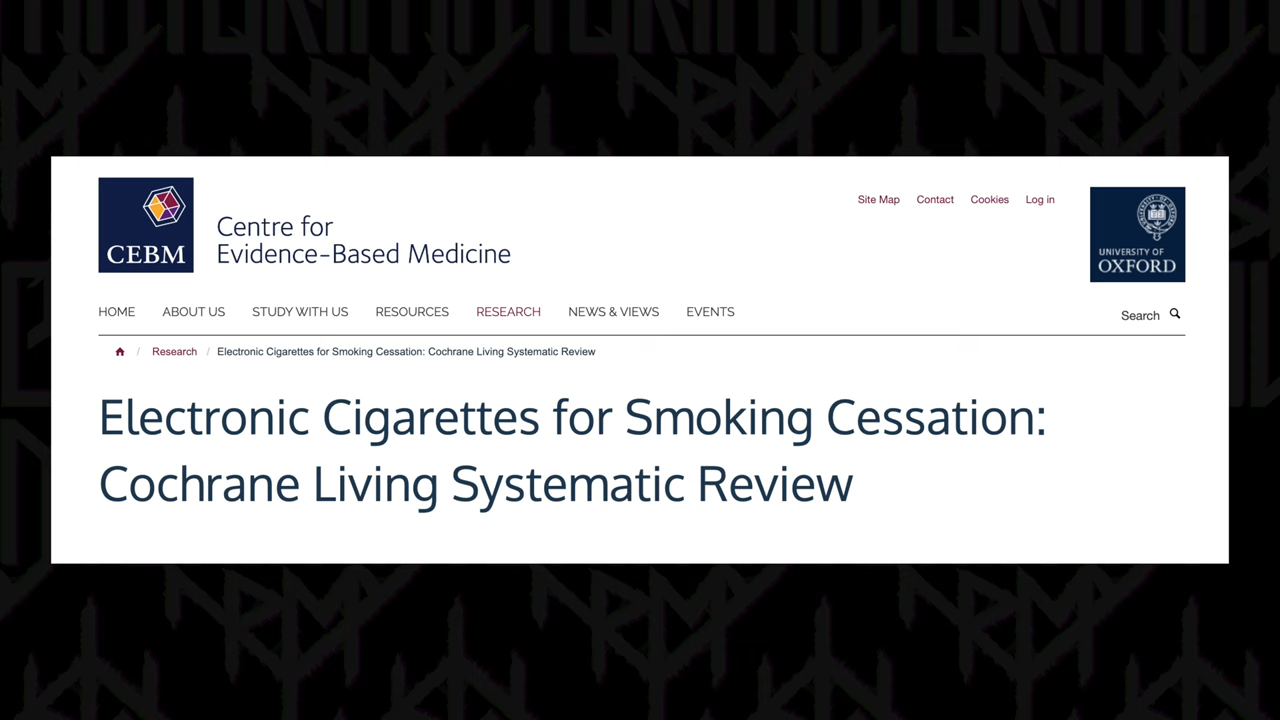 CEBM
Centre for
Evidence-Based Medicine
Site Map Contact Cookies Log in
UNIVERSITY OF
OXFORD
HOME ABOUT US STUDY WITH US RESOURCES RESEARCH NEWS & VIEWS EVENTS
Search
/ Research / Electronic Cigarettes for Smoking Cessation: Cochrane Living Systematic Review
Electronic Cigarettes for Smoking Cessation:
Cochrane Living Systematic Review